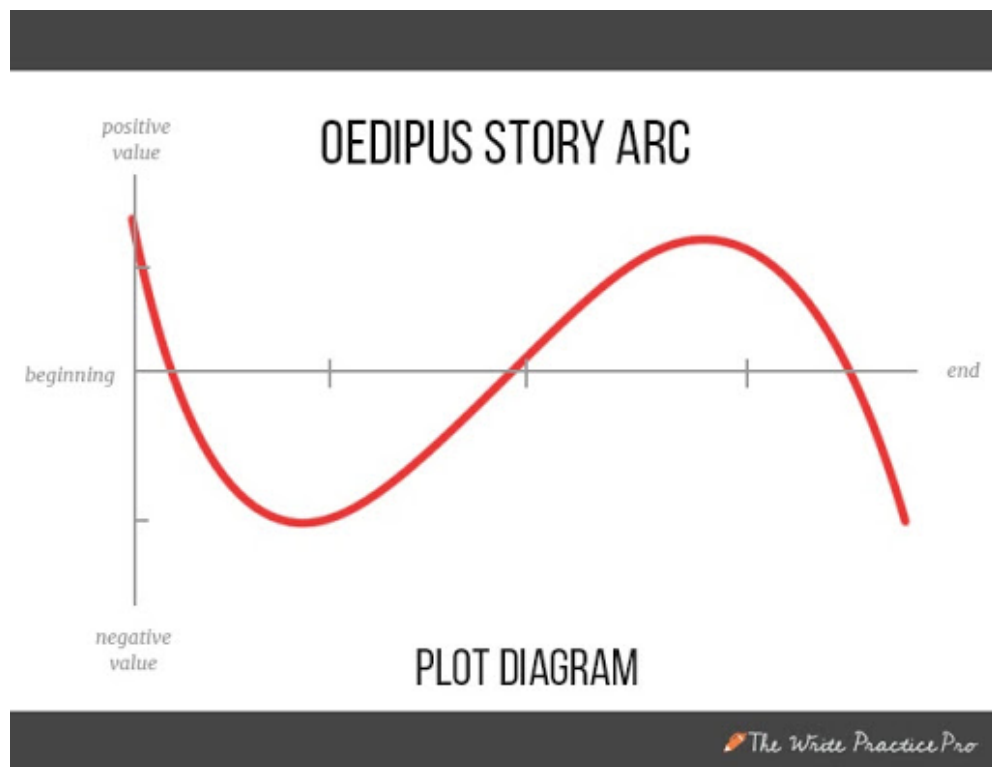 positive
value
OEDIPUS STORY ARC
beginning
end
negative
value
PLOT DIAGRAM
The Write Practice Pro